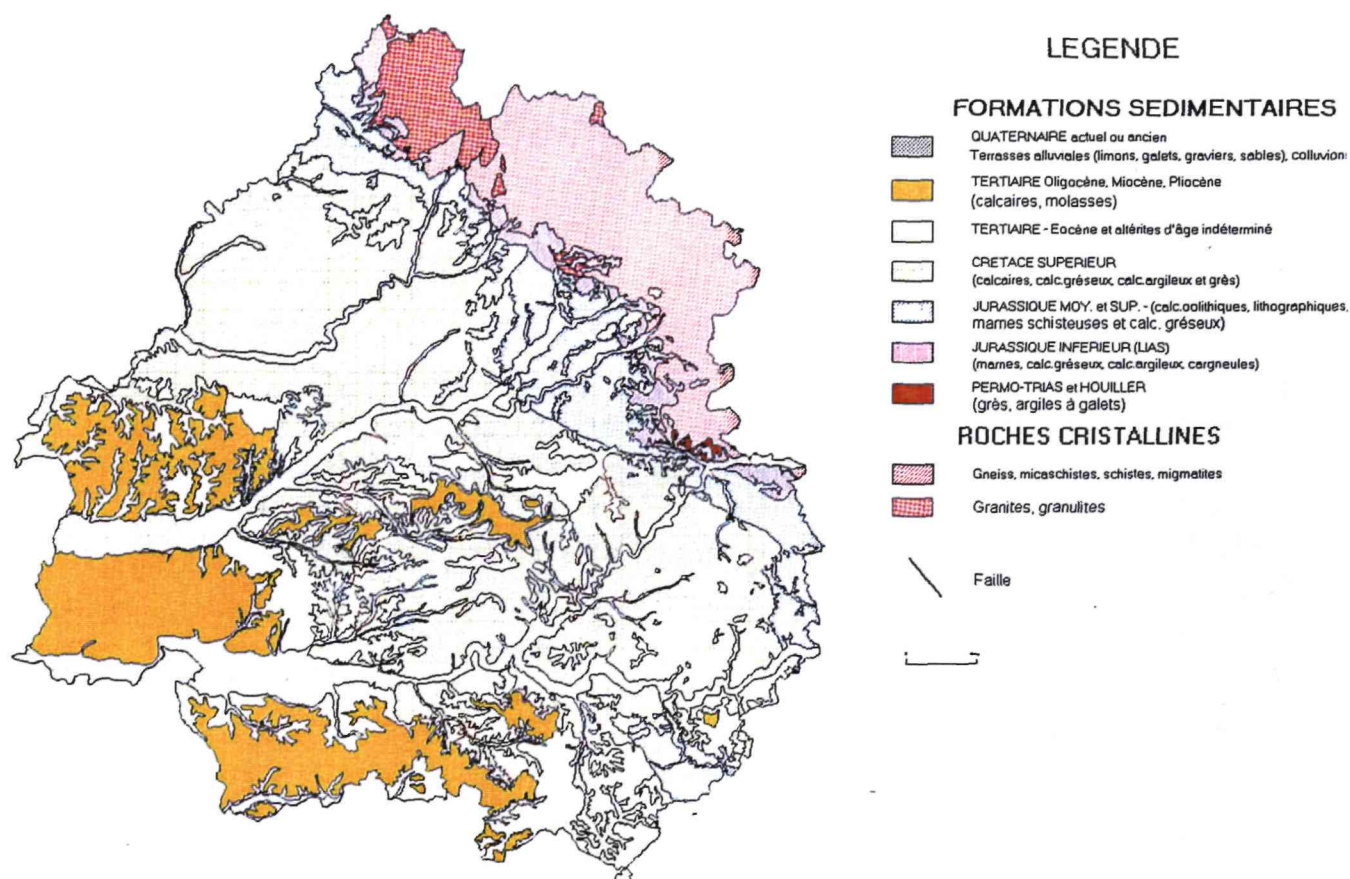 LEGENDE
FORMATIONS SEDIMENTAIRES
QUATERNAIRE actuel ou ancien
Terrasses alluviales (limons, galets, graviers, sables), colluvion
TERTIAIRE Oligocène, Miocène, Pliocène
(calcaires, molasses)
TERTIAIRE - Eocène et altérites d'âge indéterminé
CRETACE SUPERIEUR
(calcaires, calc.gréseux, calc.argileux et grès)
JURASSIQUE MOY. et SUP. - (calc.oolithiques, lithographiques,
marnes schisteuses et calc. gréseux)
JURASSIQUE INFERIEUR (LIAS)
(marnes, calc.gréseux, calc.argileux, cargneules)
PERMO-TRIAS et HOUILLER
(grès, argiles à galets)
ROCHES CRISTALLINES
Gneiss, micaschistes, schistes, migmatites
Granites, granulites
Faille